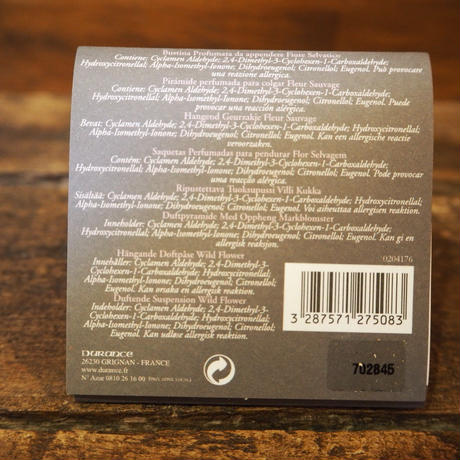 Bustina Profumata da appendere Fiore Selvatico
Contiene: Cyclamen Aldehyde; 2,4-Dimethyl-3-Cyclohexen-1-Carboxaldehyde;
Hydroxycitronellal; Alpha-Isomethyl-Ionone; Dihydroeugenol; Citronellol; Eugenol. Può provocare
una reazione allergica.
Pirámide perfumada para colgar Fleur Sauvage
Contiene: Cyclamen Aldehyde; 2,4-Dimethyl-3-Cyclohexen-1-Carboxaldehyde;
Hydroxycitronellal; Alpha-Isomethyl-Ionone; Dihydroeugenol; Citronellol; Eugenol. Puede
provocar una reacción alérgica.
Hangend Geurzakje Fleur Sauvage
Bevat: Cyclamen Aldehyde; 2,4-Dimethyl-3-Cyclohexen-1-Carboxaldehyde; Hydroxycitronellal;
Alpha-Isomethyl-Ionone; Dihydroeugenol; Citronellol; Eugenol. Kan een allergische reactie
veroorzaken.
Saquetas Perfumadas para pendurar Flor Selvagem
Contém: Cyclamen Aldehyde; 2,4-Dimethyl-3-Cyclohexen-1-Carboxaldehyde;
Hydroxycitronellal; Alpha-Isomethyl-Ionone; Dihydroeugenol; Citronellol; Eugenol. Pode provocar
uma reacção alérgica.
Ripustettava Tuoksupussi Villi Kukka
Sisältää: Cyclamen Aldehyde; 2,4-Dimethyl-3-Cyclohexen-1-Carboxaldehyde; Hydroxycitronellal;
Alpha-Isomethyl-Ionone; Dihydroeugenol; Citronellol; Eugenol. Voi aiheuttaa allergisen reaktion.
Duftpyramide Med Oppheng Markblomster
Inneholder: Cyclamen Aldehyde; 2,4-Dimethyl-3-Cyclohexen-1-Carboxaldehyde;
Hydroxycitronellal; Alpha-Isomethyl-Ionone; Dihydroeugenol; Citronellol; Eugenol. Kan gi en
allergisk reaksjon.
Hängande Doftpåse Wild Flower
Innehåller: Cyclamen Aldehyde; 2,4-Dimethyl-3-
Cyclohexen-1-Carboxaldehyde; Hydroxycitronellal;
Alpha-Isomethyl-Ionone; Dihydroeugenol; Citronellol;
Eugenol. Kan orsaka en allergisk reaktion.
Duftende Suspension Wild Flower
Indeholder: Cyclamen Aldehyde; 2,4-Dimethyl-3-
Cyclohexen-1-Carboxaldehyde; Hydroxycitronellal;
Alpha-Isomethyl-Ionone; Dihydroeugenol; Citronellol;
Eugenol. Kan udløse allergisk reaktion.
0204176
3 287571 275083
DURANCE
26230 GRIGNAN - FRANCE
www.durance.fr
N° Azur 0810 26 16 00
702845